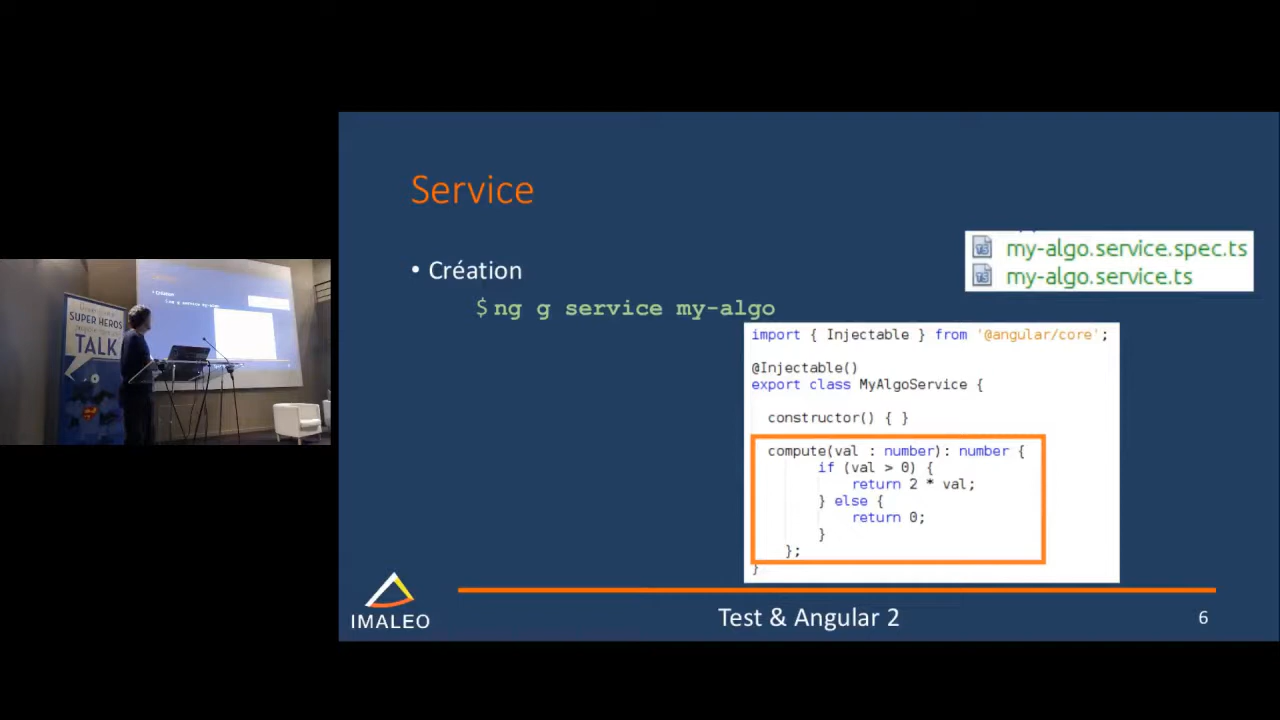 Service
• Création
$ ng g service my-algo
my-algo.service.spec.ts
my-algo.service.ts
import { Injectable } from '@angular/core';
@Injectable()
export class MyAlgoService {
constructor() { }
compute(val : number): number {
if (val > 0) {
return 2 * val;
} else {
return 0;
}
};
}
IMALEO
Test & Angular 2
6
SUPER HEROS
TALK